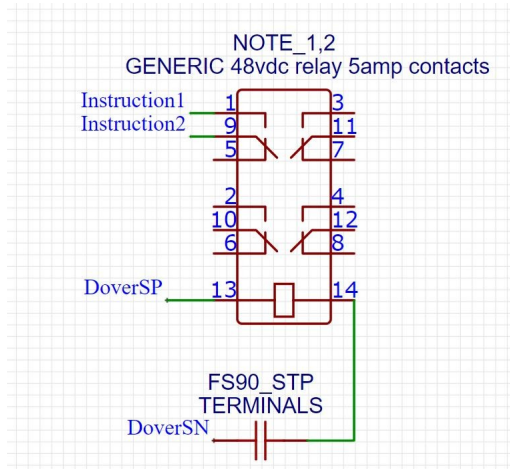 NOTE_1,2
GENERIC 48vdc relay 5amp contacts
Instruction1 1 3
Instruction2 9 11
5 7
2 4
10 12
6 8
DoverSP 13 14
FS90_STP
TERMINALS
DoverSN